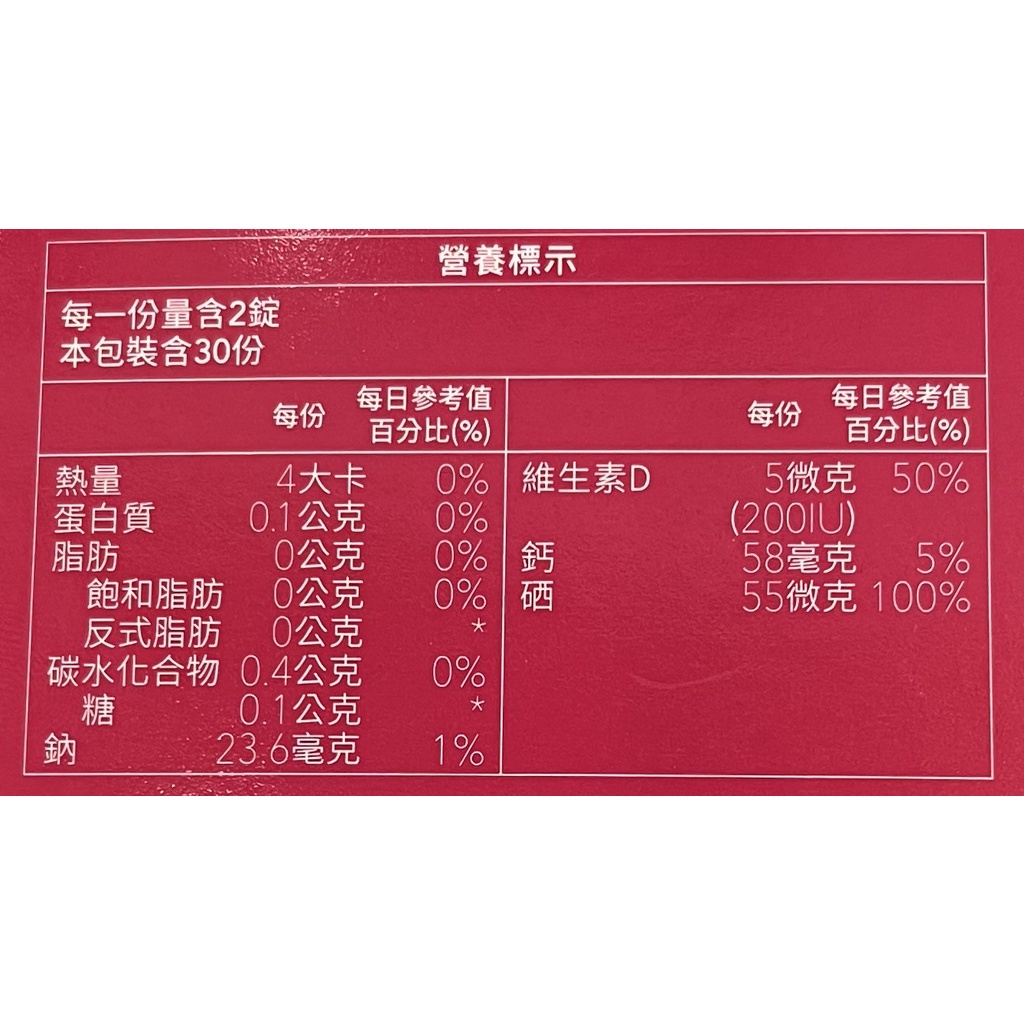 營養標示
每一份量含2錠
本包裝含30份
每份 每日參考值百分比(%)
熱量 4大卡 0%
蛋白質 0.1公克 0%
脂肪 0公克 0%
飽和脂肪 0公克 0%
反式脂肪 0公克 *
碳水化合物 0.4公克 0%
糖 0.1公克 *
鈉 23.6毫克 1%
每份 每日參考值百分比(%)
維生素D 5微克 50%
(200IU)
鈣 58毫克 5%
硒 55微克 100%